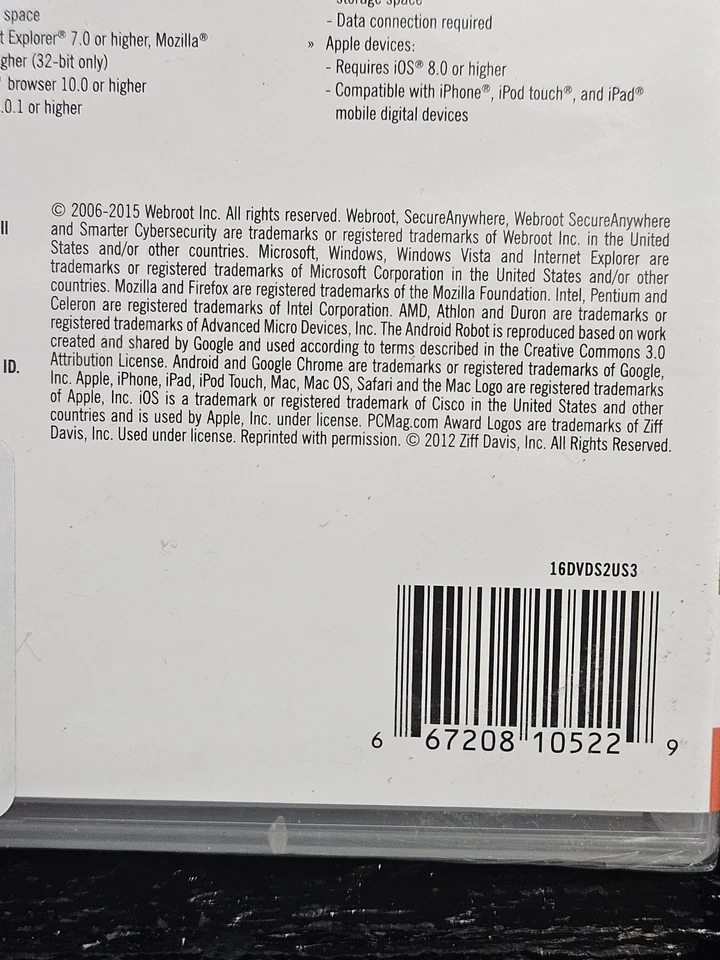 space
t Explorer® 7.0 or higher, Mozilla®
gher (32-bit only)
browser 10.0 or higher
.0.1 or higher
storage space
- Data connection required
» Apple devices:
- Requires iOS® 8.0 or higher
- Compatible with iPhone®, iPod touch®, and iPad®
mobile digital devices
ll
ID.
© 2006-2015 Webroot Inc. All rights reserved. Webroot, SecureAnywhere, Webroot SecureAnywhere
and Smarter Cybersecurity are trademarks or registered trademarks of Webroot Inc. in the United
States and/or other countries. Microsoft, Windows, Windows Vista and Internet Explorer are
trademarks or registered trademarks of Microsoft Corporation in the United States and/or other
countries. Mozilla and Firefox are registered trademarks of the Mozilla Foundation. Intel, Pentium and
Celeron are registered trademarks of Intel Corporation. AMD, Athlon and Duron are trademarks or
registered trademarks of Advanced Micro Devices, Inc. The Android Robot is reproduced based on work
created and shared by Google and used according to terms described in the Creative Commons 3.0
Attribution License. Android and Google Chrome are trademarks or registered trademarks of Google,
Inc. Apple, iPhone, iPad, iPod Touch, Mac, Mac OS, Safari and the Mac Logo are registered trademarks
of Apple, Inc. iOS is a trademark or registered trademark of Cisco in the United States and other
countries and is used by Apple, Inc. under license. PCMag.com Award Logos are trademarks of Ziff
Davis, Inc. Used under license. Reprinted with permission. © 2012 Ziff Davis, Inc. All Rights Reserved.
16DVDS2US3
6 67208 10522 9